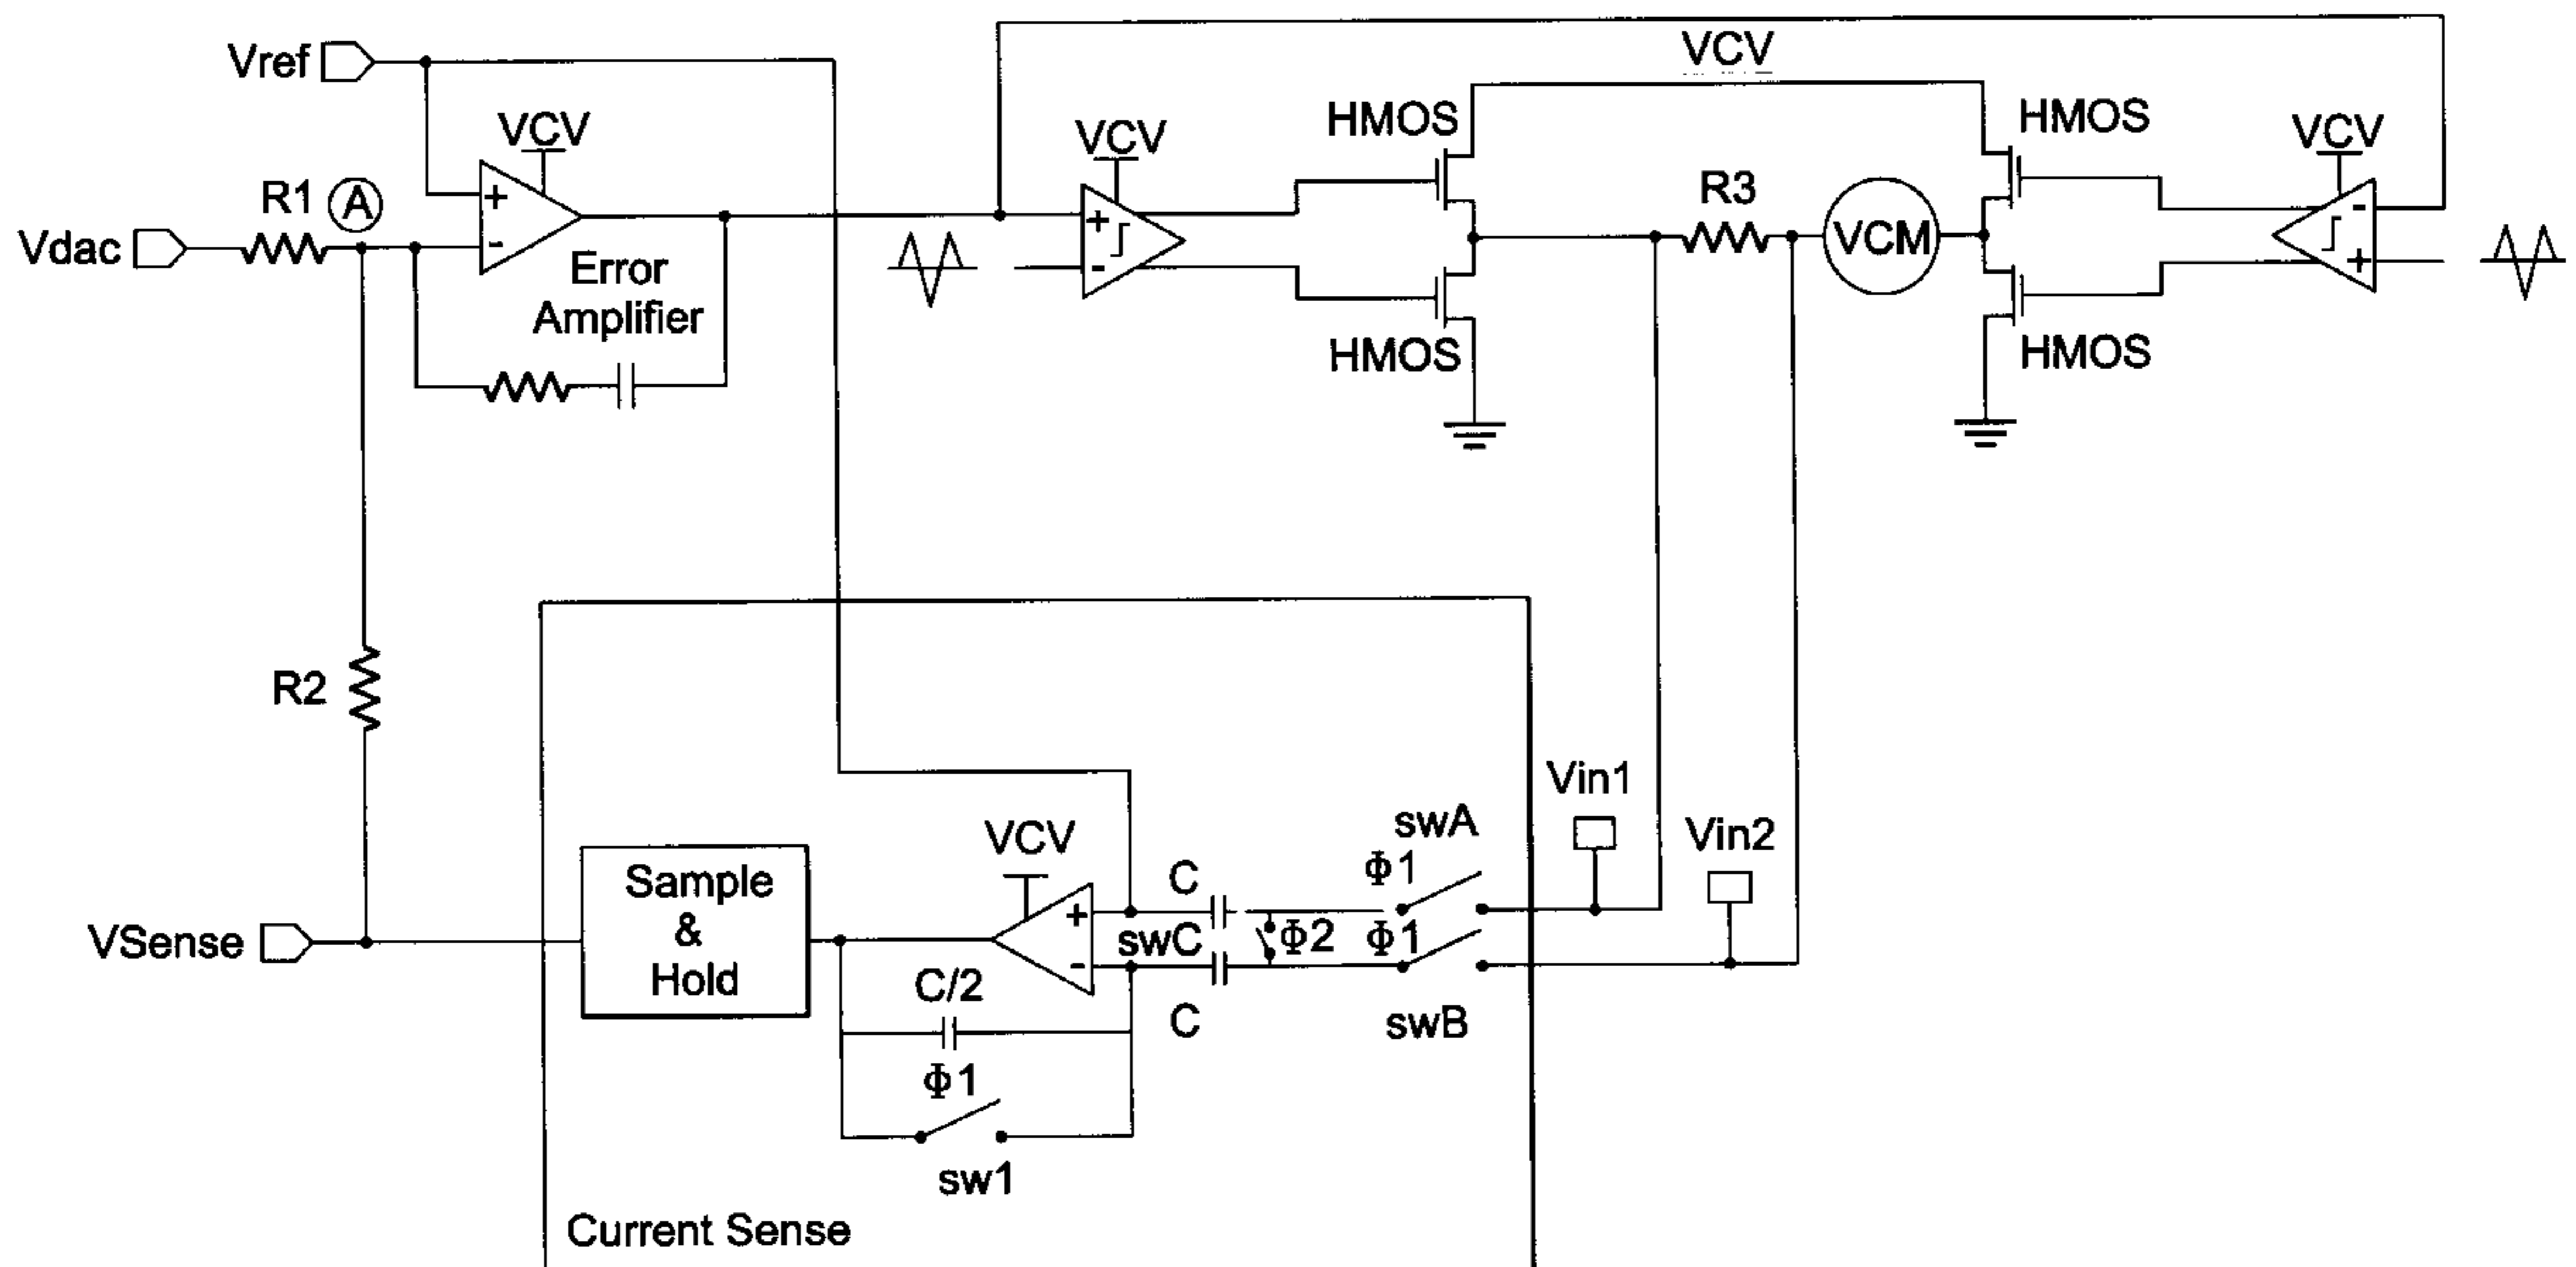 Vref
VCV
VCV
HMOS
HMOS
VCV
VCV
R1
A
R3
Vdac
+
-
+
-
VCM
-
+
Error
Amplifier
HMOS
HMOS
R2
Vin1
Vin2
swA
VCV
Sample
&
Hold
C
Φ1
+
swC
Φ2
Φ1
VSense
-
C/2
C
swB
Φ1
sw1
Current Sense